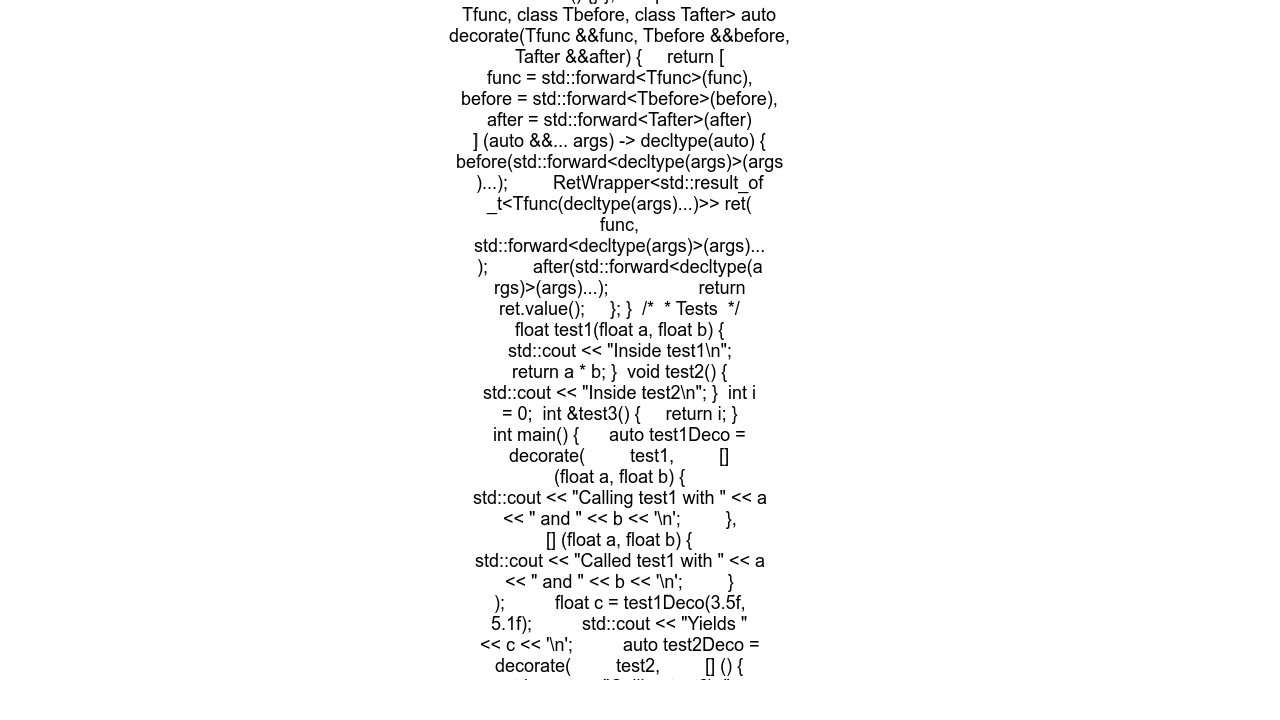 Tfunc, class Tbefore, class Tafter> auto
decorate(Tfunc &&func, Tbefore &&before,
Tafter &&after) {     return [
func = std::forward<Tfunc>(func),
before = std::forward<Tbefore>(before),
after = std::forward<Tafter>(after)
] (auto &&... args) -> decltype(auto) {
before(std::forward<decltype(args)>(args
)...);         RetWrapper<std::result_of
_t<Tfunc(decltype(args)...)>> ret(
func,
std::forward<decltype(args)>(args)...
);         after(std::forward<decltype(a
rgs)>(args)...);                  return
ret.value();     }; }  /*  * Tests  */
float test1(float a, float b) {
std::cout << "Inside test1\n";
return a * b; }  void test2() {
std::cout << "Inside test2\n"; }  int i
= 0;  int &test3() {     return i; }
int main() {      auto test1Deco =
decorate(         test1,         []
(float a, float b) {
std::cout << "Calling test1 with " << a
<< " and " << b << '\n';         },
[] (float a, float b) {
std::cout << "Called test1 with " << a
<< " and " << b << '\n';         }
);          float c = test1Deco(3.5f,
5.1f);          std::cout << "Yields "
<< c << '\n';          auto test2Deco =
decorate(         test2,         [] () {